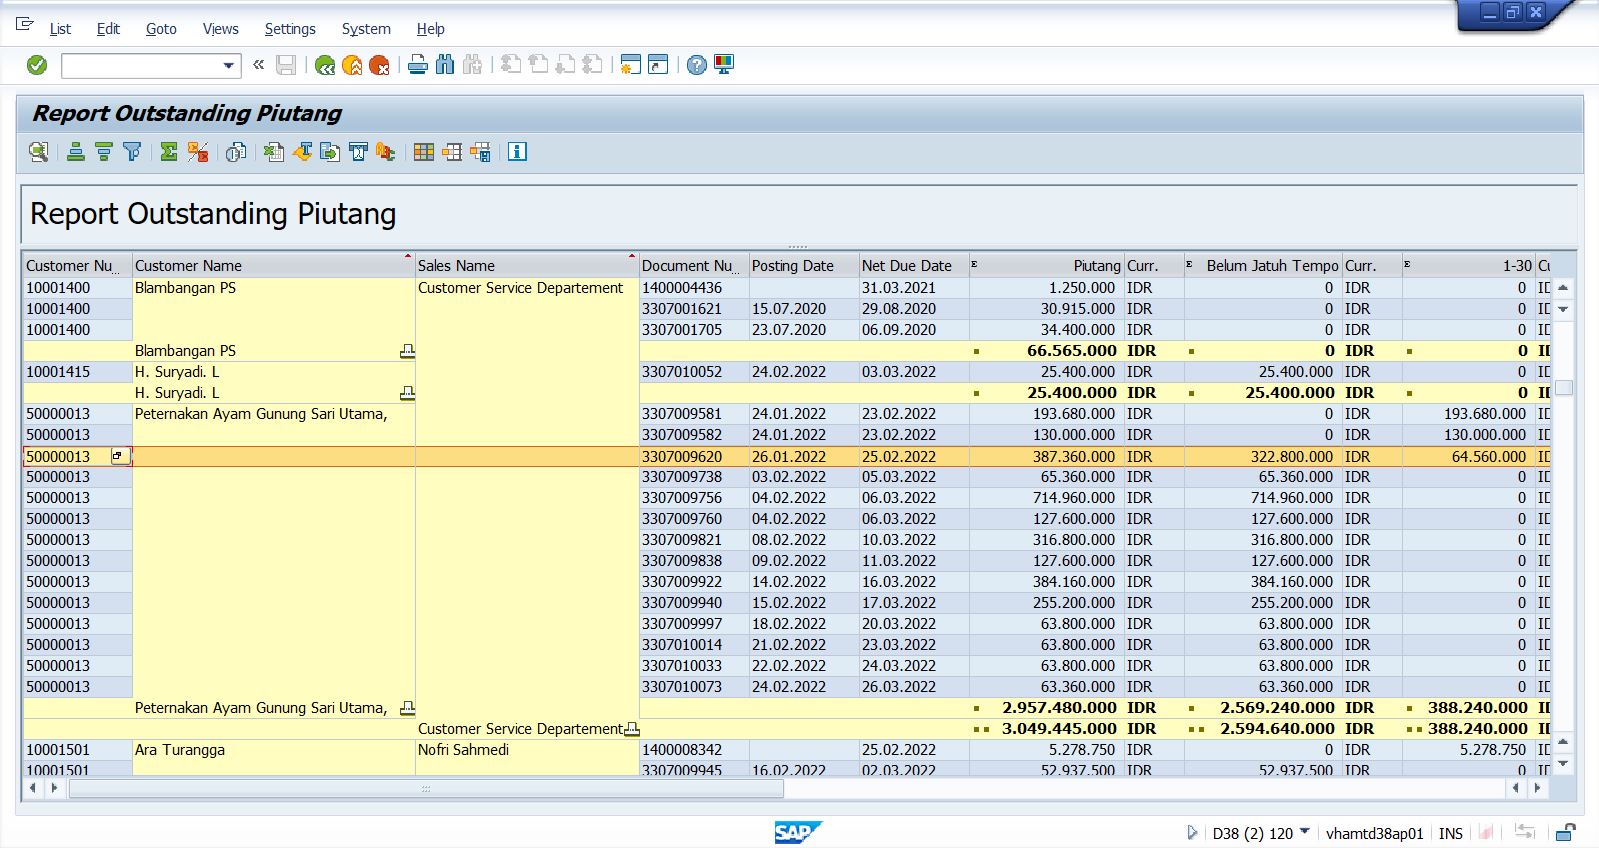 List Edit Goto Views Settings System Help
Report Outstanding Piutang
Report Outstanding Piutang
Customer Nu... Customer Name Sales Name Document Nu... Posting Date Net Due Date Σ Piutang Curr. Σ Belum Jatuh Tempo Curr. Σ 1-30 Cu
10001400 Blambangan PS Customer Service Departement 1400004436 31.03.2021 1.250.000 IDR 0 IDR 0 ID
10001400 3307001621 15.07.2020 29.08.2020 30.915.000 IDR 0 IDR 0 ID
10001400 3307001705 23.07.2020 06.09.2020 34.400.000 IDR 0 IDR 0 ID
Blambangan PS 66.565.000 IDR 0 IDR 0 ID
10001415 H. Suryadi. L 3307010052 24.02.2022 03.03.2022 25.400.000 IDR 25.400.000 IDR 0 ID
H. Suryadi. L 25.400.000 IDR 25.400.000 IDR 0 ID
50000013 Peternakan Ayam Gunung Sari Utama, 3307009581 24.01.2022 23.02.2022 193.680.000 IDR 0 IDR 193.680.000 ID
50000013 3307009582 24.01.2022 23.02.2022 130.000.000 IDR 0 IDR 130.000.000 ID
50000013 3307009620 26.01.2022 25.02.2022 387.360.000 IDR 322.800.000 IDR 64.560.000 ID
50000013 3307009738 03.02.2022 05.03.2022 65.360.000 IDR 65.360.000 IDR 0 ID
50000013 3307009756 04.02.2022 06.03.2022 714.960.000 IDR 714.960.000 IDR 0 ID
50000013 3307009760 04.02.2022 06.03.2022 127.600.000 IDR 127.600.000 IDR 0 ID
50000013 3307009821 08.02.2022 10.03.2022 316.800.000 IDR 316.800.000 IDR 0 ID
50000013 3307009838 09.02.2022 11.03.2022 127.600.000 IDR 127.600.000 IDR 0 ID
50000013 3307009922 14.02.2022 16.03.2022 384.160.000 IDR 384.160.000 IDR 0 ID
50000013 3307009940 15.02.2022 17.03.2022 255.200.000 IDR 255.200.000 IDR 0 ID
50000013 3307009997 18.02.2022 20.03.2022 63.800.000 IDR 63.800.000 IDR 0 ID
50000013 3307010014 21.02.2022 23.03.2022 63.800.000 IDR 63.800.000 IDR 0 ID
50000013 3307010033 22.02.2022 24.03.2022 63.800.000 IDR 63.800.000 IDR 0 ID
50000013 3307010073 24.02.2022 26.03.2022 63.360.000 IDR 63.360.000 IDR 0 ID
Peternakan Ayam Gunung Sari Utama, 2.957.480.000 IDR 2.569.240.000 IDR 388.240.000 ID
Customer Service Departement 3.049.445.000 IDR 2.594.640.000 IDR 388.240.000 ID
10001501 Ara Turangga Nofri Sahmedi 1400008342 25.02.2022 5.278.750 IDR 0 IDR 5.278.750 ID
10001501 3307009945 16.02.2022 02.03.2022 52.937.500 IDR 52.937.500 IDR 0 ID
SAP D38 (2) 120 vhamtd38ap01 INS